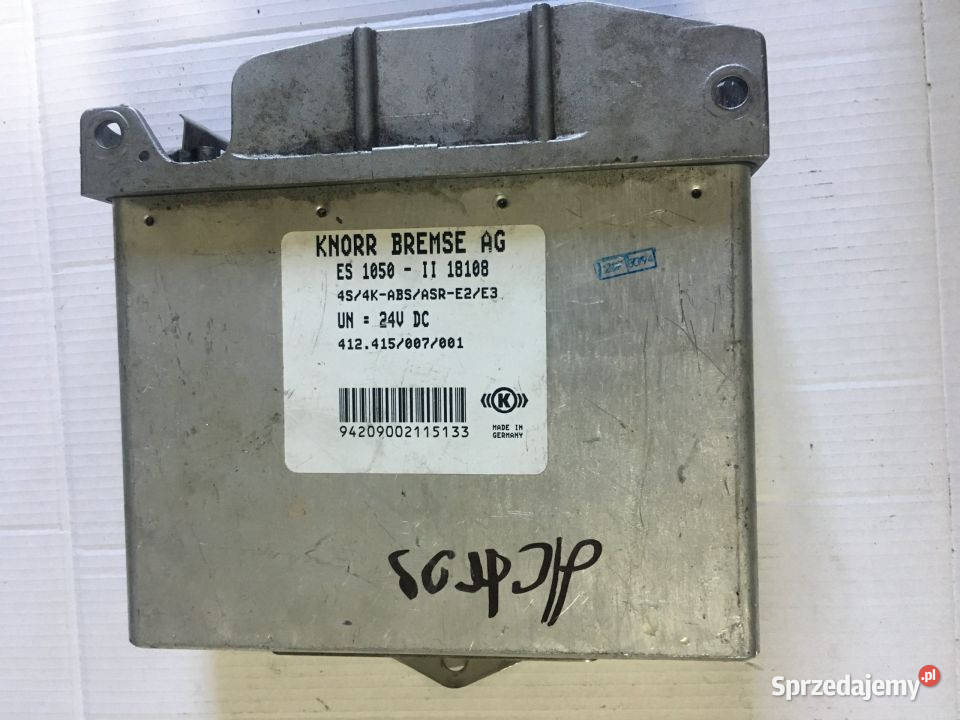 KNORR BREMSE AG
ES 1050 - II 18108
4S/4K-ABS/ASR-E2/E3
UN = 24V DC
412.415/007/001
K
94209002115133
MADE IN
GERMANY
Sprzedajemy.pl